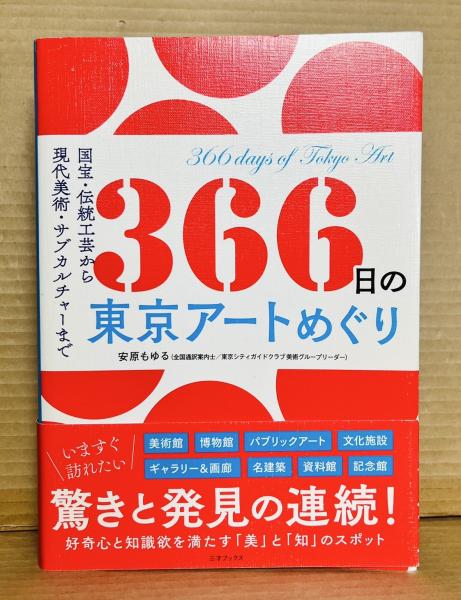 国宝・伝統工芸から
現代美術・サブカルチャーまで
366 days of Tokyo Art
366日の
東京アートめぐり
安原もゆる（全国通訳案内士／東京シティガイドクラブ 美術グループリーダー）
いますぐ
訪れたい
美術館 博物館 パブリックアート 文化施設
ギャラリー＆画廊 名建築 資料館 記念館
驚きと発見の連続！
好奇心と知識欲を満たす「美」と「知」のスポット
三才ブックス